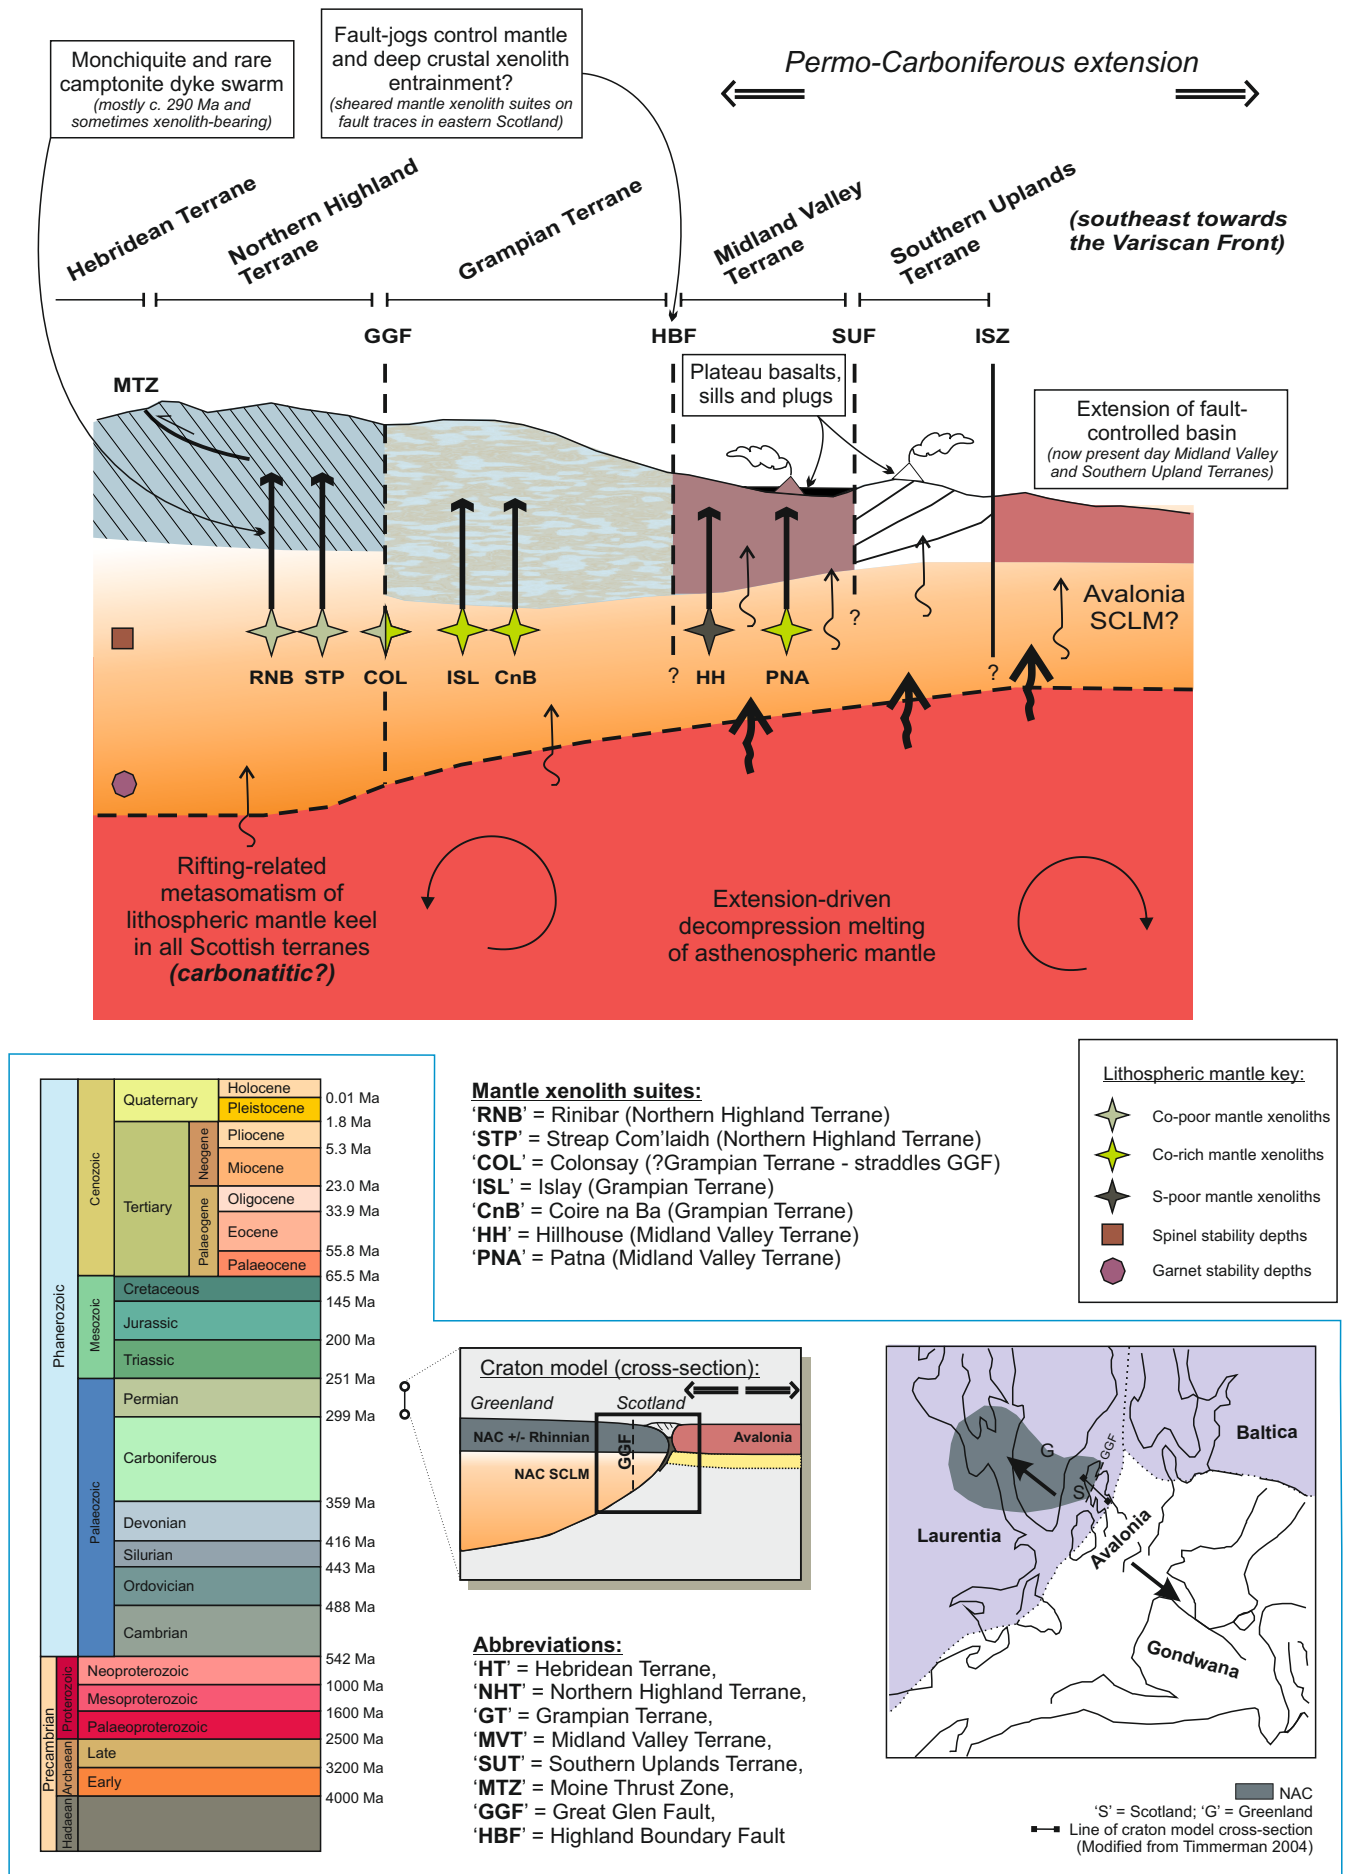 Monchiquite and rare
camptonite dyke swarm
(mostly c. 290 Ma and
sometimes xenolith-bearing)
Fault-jogs control mantle
and deep crustal xenolith
entrainment?
(sheared mantle xenolith suites on
fault traces in eastern Scotland)
Permo-Carboniferous extension
Hebridean Terrane
Northern Highland
Terrane
Grampian Terrane
Midland Valley
Terrane
Southern Uplands
Terrane
(southeast towards
the Variscan Front)
GGF
HBF
SUF
ISZ
MTZ
Plateau basalts,
sills and plugs
Extension of fault-
controlled basin
(now present day Midland Valley
and Southern Upland Terranes)
Avalonia
SCLM?
?
?
?
RNB
STP
COL
ISL
CnB
HH
PNA
Rifting-related
metasomatism of
lithospheric mantle keel
in all Scottish terranes
(carbonatitic?)
Extension-driven
decompression melting
of asthenospheric mantle
Phanerozoic
Precambrian
Cenozoic
Mesozoic
Palaeozoic
Proterozoic
Archaean
Hadaean
Quaternary
Tertiary
Neogene
Palaeogene
Holocene
0.01 Ma
Pleistocene
1.8 Ma
Pliocene
5.3 Ma
Miocene
23.0 Ma
Oligocene
33.9 Ma
Eocene
55.8 Ma
Palaeocene
65.5 Ma
Cretaceous
145 Ma
Jurassic
200 Ma
Triassic
251 Ma
Permian
299 Ma
Carboniferous
359 Ma
Devonian
416 Ma
Silurian
443 Ma
Ordovician
488 Ma
Cambrian
542 Ma
Neoproterozoic
1000 Ma
Mesoproterozoic
1600 Ma
Palaeoproterozoic
2500 Ma
Late
3200 Ma
Early
4000 Ma
Mantle xenolith suites:
‘RNB’ = Rinibar (Northern Highland Terrane)
‘STP’ = Streap Com’laidh (Northern Highland Terrane)
‘COL’ = Colonsay (?Grampian Terrane - straddles GGF)
‘ISL’ = Islay (Grampian Terrane)
‘CnB’ = Coire na Ba (Grampian Terrane)
‘HH’ = Hillhouse (Midland Valley Terrane)
‘PNA’ = Patna (Midland Valley Terrane)
Lithospheric mantle key:
Co-poor mantle xenoliths
Co-rich mantle xenoliths
S-poor mantle xenoliths
Spinel stability depths
Garnet stability depths
Craton model (cross-section):
Greenland
Scotland
NAC +/- Rhinnian
GGF
Avalonia
NAC SCLM
Abbreviations:
‘HT’ = Hebridean Terrane,
‘NHT’ = Northern Highland Terrane,
‘GT’ = Grampian Terrane,
‘MVT’ = Midland Valley Terrane,
‘SUT’ = Southern Uplands Terrane,
‘MTZ’ = Moine Thrust Zone,
‘GGF’ = Great Glen Fault,
‘HBF’ = Highland Boundary Fault
Baltica
G
GGF
S
Laurentia
Avalonia
Gondwana
NAC
‘S’ = Scotland; ‘G’ = Greenland
Line of craton model cross-section
(Modified from Timmerman 2004)